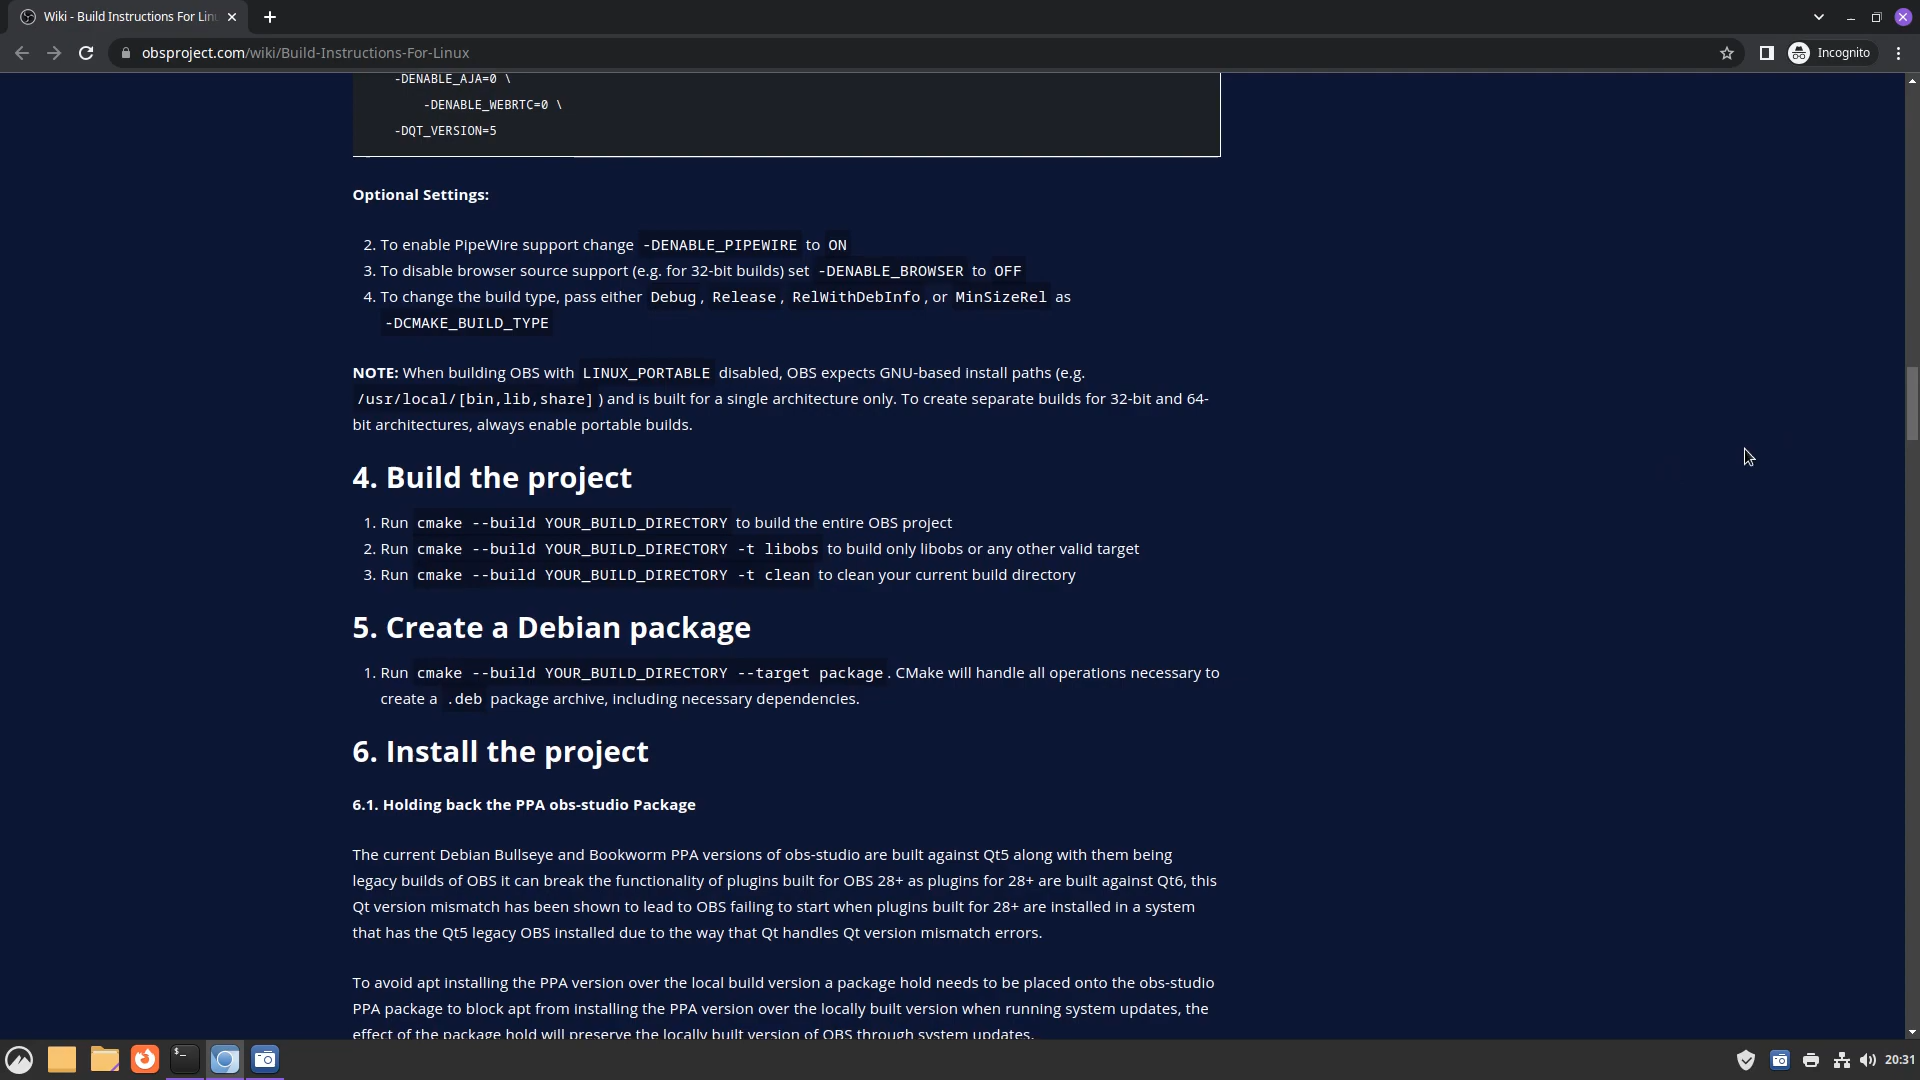 Wiki - Build Instructions For Lin
obsproject.com/wiki/Build-Instructions-For-Linux
Incognito
-DENABLE_AJA=0 \
-DENABLE_WEBRTC=0 \
-DQT_VERSION=5
Optional Settings:
2. To enable PipeWire support change -DENABLE_PIPEWIRE to ON
3. To disable browser source support (e.g. for 32-bit builds) set -DENABLE_BROWSER to OFF
4. To change the build type, pass either Debug, Release, RelWithDebInfo, or MinSizeRel as
-DCMAKE_BUILD_TYPE
NOTE: When building OBS with LINUX_PORTABLE disabled, OBS expects GNU-based install paths (e.g.
/usr/local/[bin,lib,share]) and is built for a single architecture only. To create separate builds for 32-bit and 64-
bit architectures, always enable portable builds.
4. Build the project
1. Run cmake --build YOUR_BUILD_DIRECTORY to build the entire OBS project
2. Run cmake --build YOUR_BUILD_DIRECTORY -t libobs to build only libobs or any other valid target
3. Run cmake --build YOUR_BUILD_DIRECTORY -t clean to clean your current build directory
5. Create a Debian package
1. Run cmake --build YOUR_BUILD_DIRECTORY --target package. CMake will handle all operations necessary to
create a .deb package archive, including necessary dependencies.
6. Install the project
6.1. Holding back the PPA obs-studio Package
The current Debian Bullseye and Bookworm PPA versions of obs-studio are built against Qt5 along with them being
legacy builds of OBS it can break the functionality of plugins built for OBS 28+ as plugins for 28+ are built against Qt6, this
Qt version mismatch has been shown to lead to OBS failing to start when plugins built for 28+ are installed in a system
that has the Qt5 legacy OBS installed due to the way that Qt handles Qt version mismatch errors.
To avoid apt installing the PPA version over the local build version a package hold needs to be placed onto the obs-studio
PPA package to block apt from installing the PPA version over the locally built version when running system updates, the
effect of the package hold will preserve the locally built version of OBS through system updates.
20:31